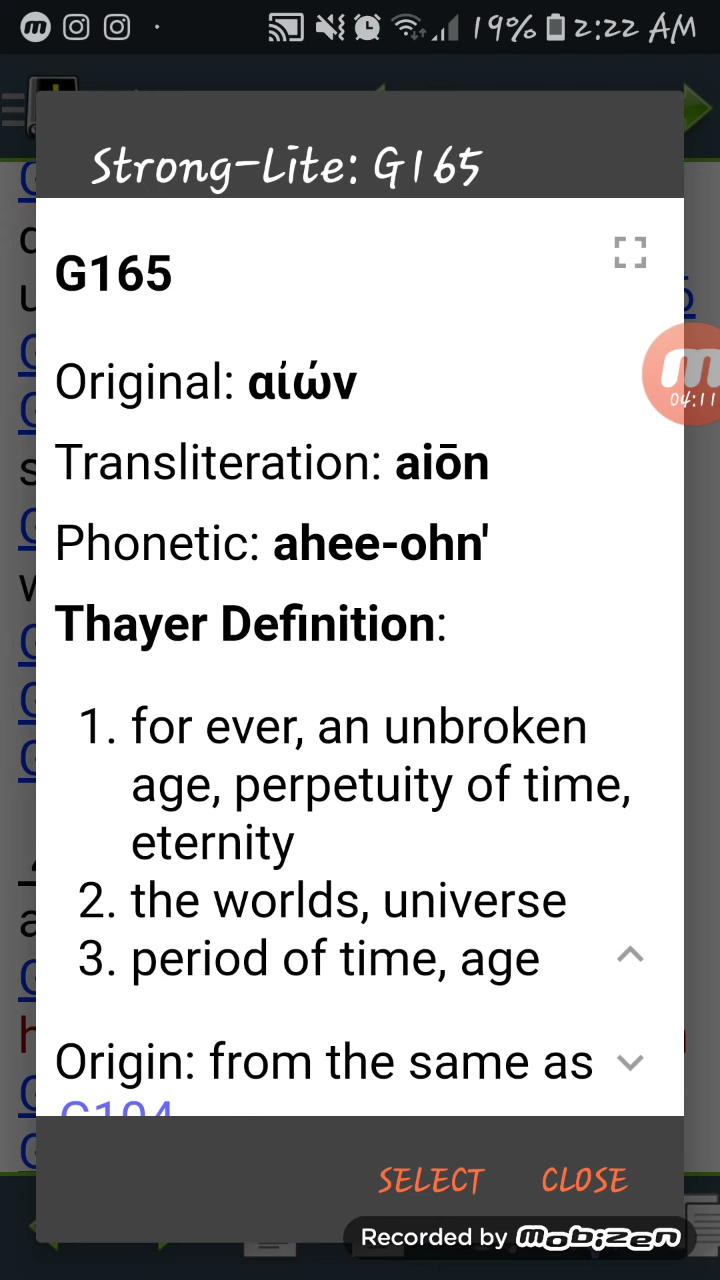 19% 2:22 AM
Strong-Lite: G165
G165
04:11
Original: αἰών
Transliteration: aiōn
Phonetic: ahee-ohn'
Thayer Definition:
1. for ever, an unbroken
age, perpetuity of time,
eternity
2. the worlds, universe
3. period of time, age
Origin: from the same as
SELECT CLOSE
Recorded by mobizen